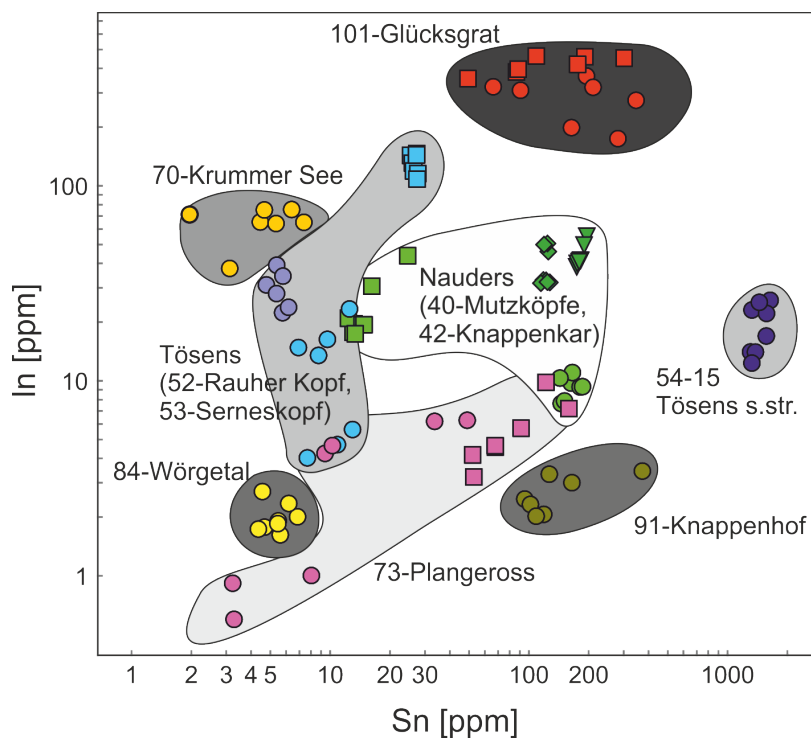 101-Glücksgrat
70-Krummer See
100
Nauders
(40-Mutzköpfe,
42-Knappenkar)
Tösens
(52-Rauher Kopf,
53-Serneskopf)
In [ppm]
10
54-15
Tösens s.str.
84-Wörgetal
91-Knappenhof
73-Plangeross
1
1 2 3 4 5 10 20 30 100 200 1000
Sn [ppm]